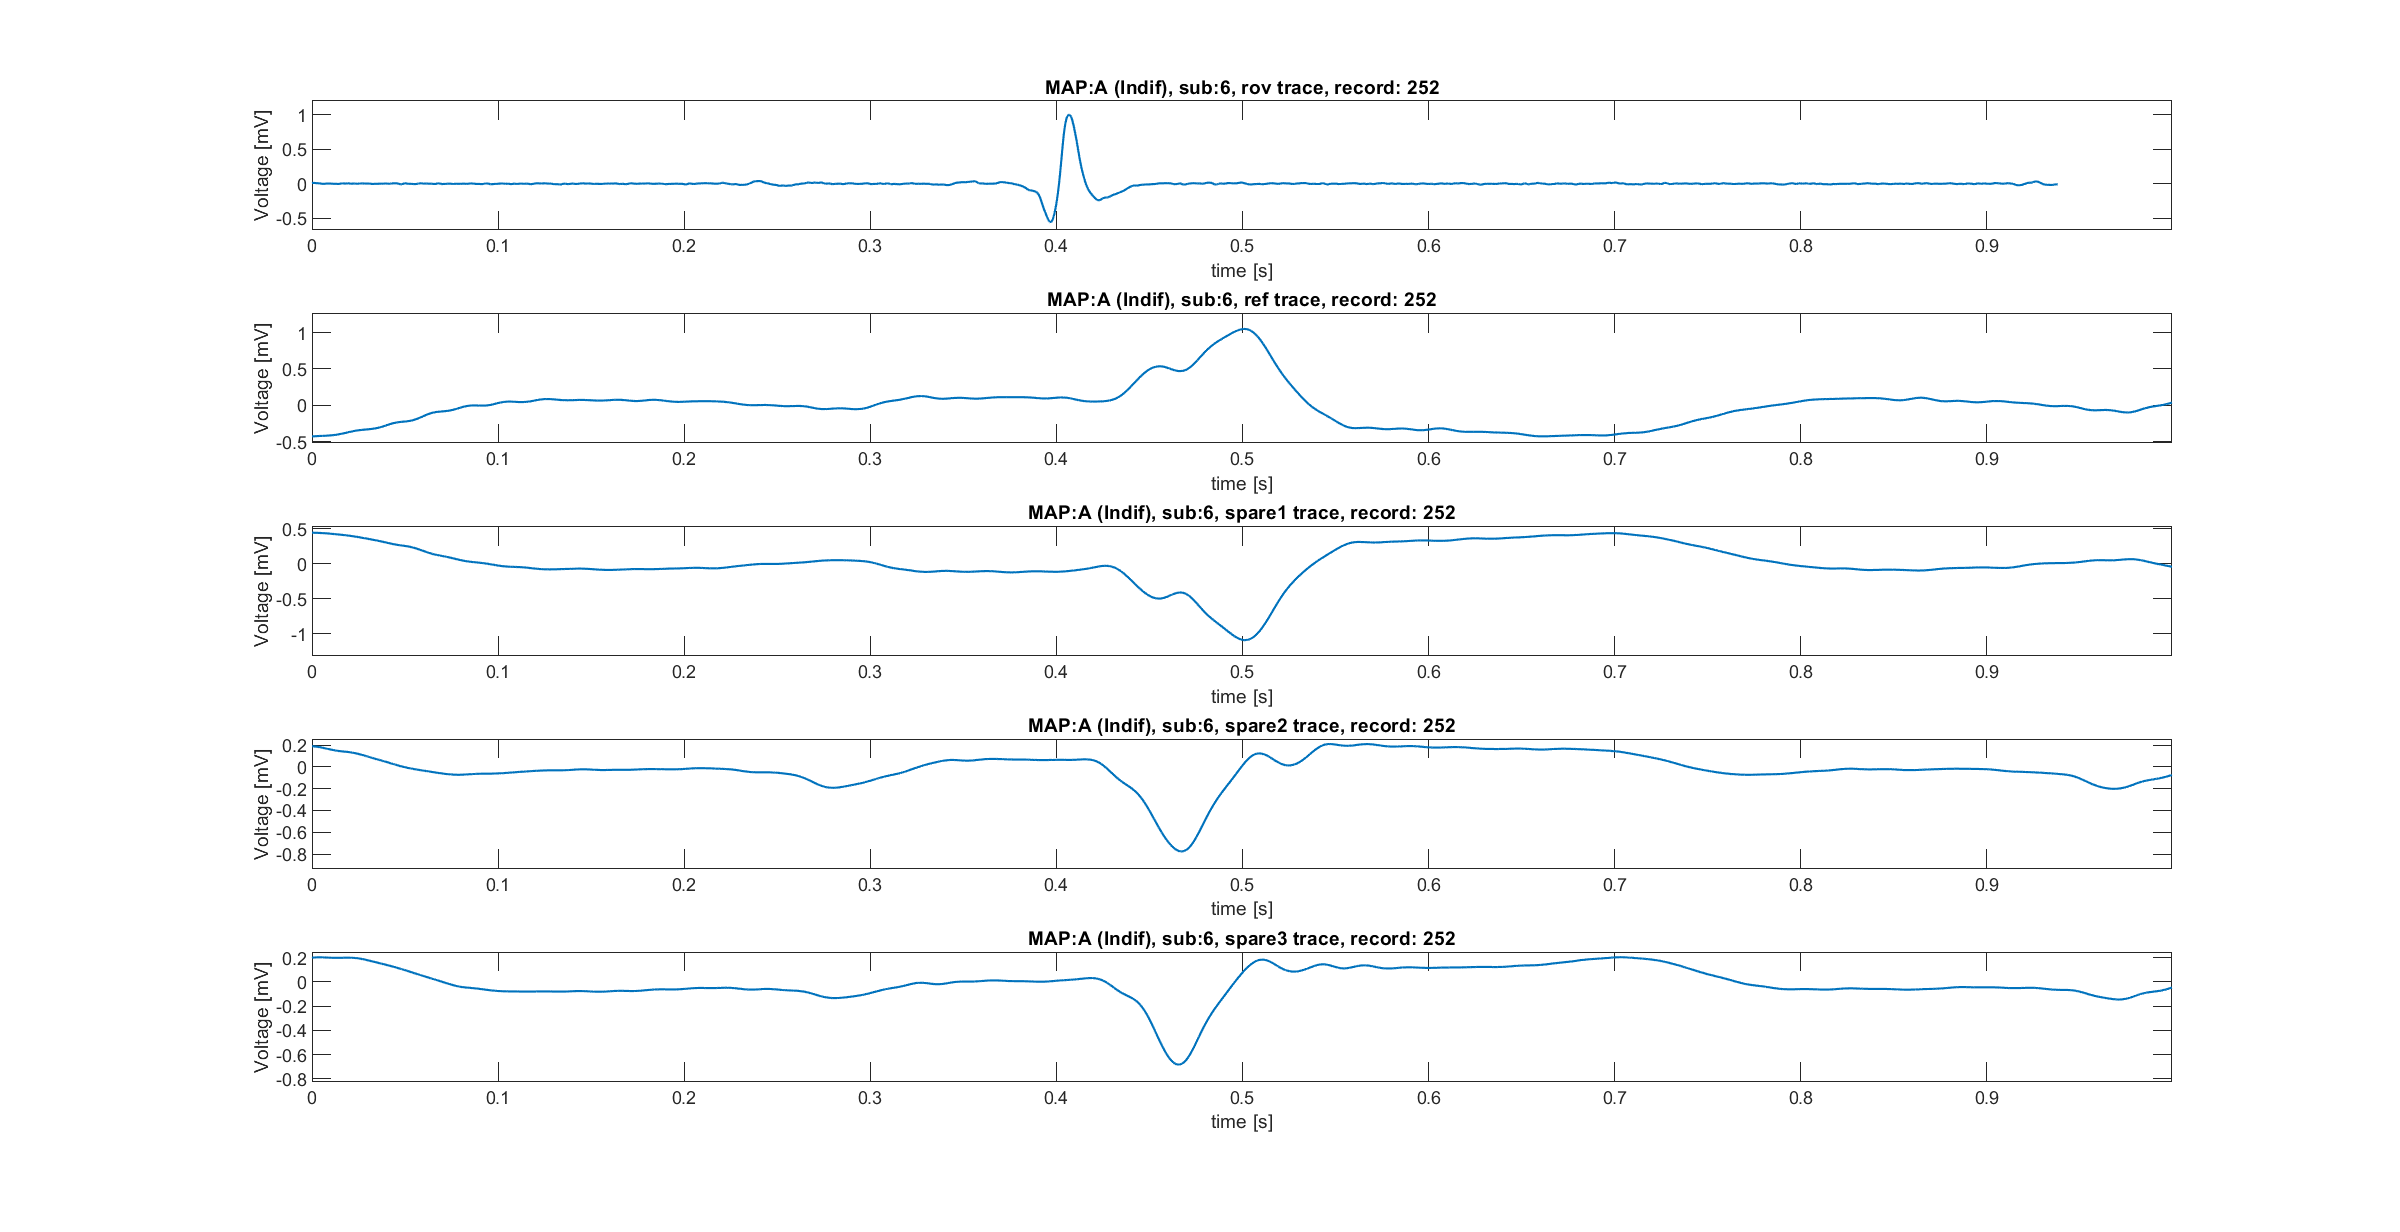 MAP:A (Indif), sub:6, rov trace, record: 252
Voltage [mV]
1
0.5
0
-0.5
0 0.1 0.2 0.3 0.4 0.5 0.6 0.7 0.8 0.9
time [s]
MAP:A (Indif), sub:6, ref trace, record: 252
Voltage [mV]
1
0.5
0
-0.5
0 0.1 0.2 0.3 0.4 0.5 0.6 0.7 0.8 0.9
time [s]
MAP:A (Indif), sub:6, spare1 trace, record: 252
Voltage [mV]
0.5
0
-0.5
-1
0 0.1 0.2 0.3 0.4 0.5 0.6 0.7 0.8 0.9
time [s]
MAP:A (Indif), sub:6, spare2 trace, record: 252
Voltage [mV]
0.2
0
-0.2
-0.4
-0.6
-0.8
0 0.1 0.2 0.3 0.4 0.5 0.6 0.7 0.8 0.9
time [s]
MAP:A (Indif), sub:6, spare3 trace, record: 252
Voltage [mV]
0.2
0
-0.2
-0.4
-0.6
-0.8
0 0.1 0.2 0.3 0.4 0.5 0.6 0.7 0.8 0.9
time [s]